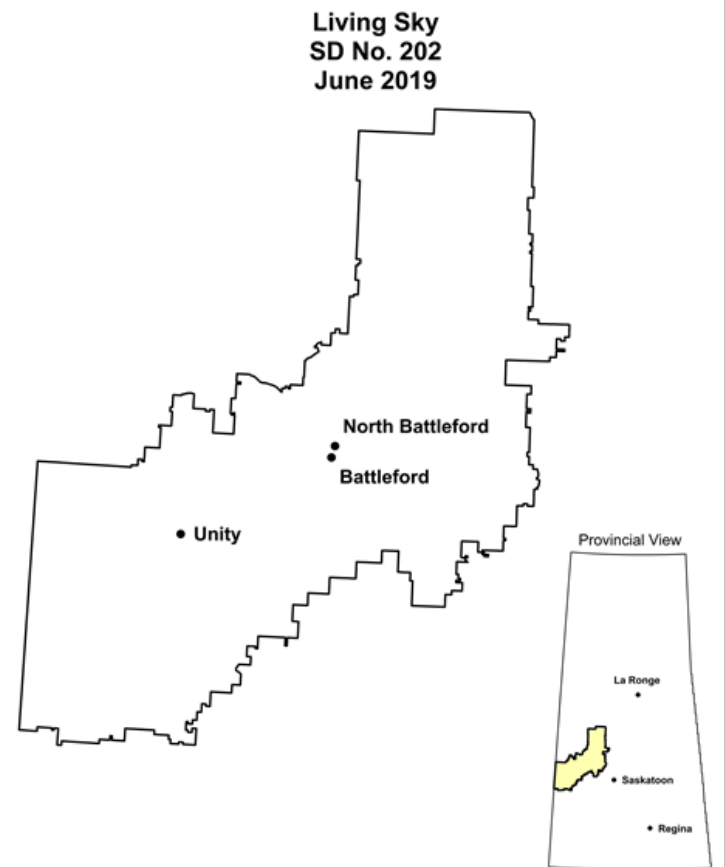 Living Sky
SD No. 202
June 2019
North Battleford
Battleford
Unity
Provincial View
La Ronge
Saskatoon
Regina